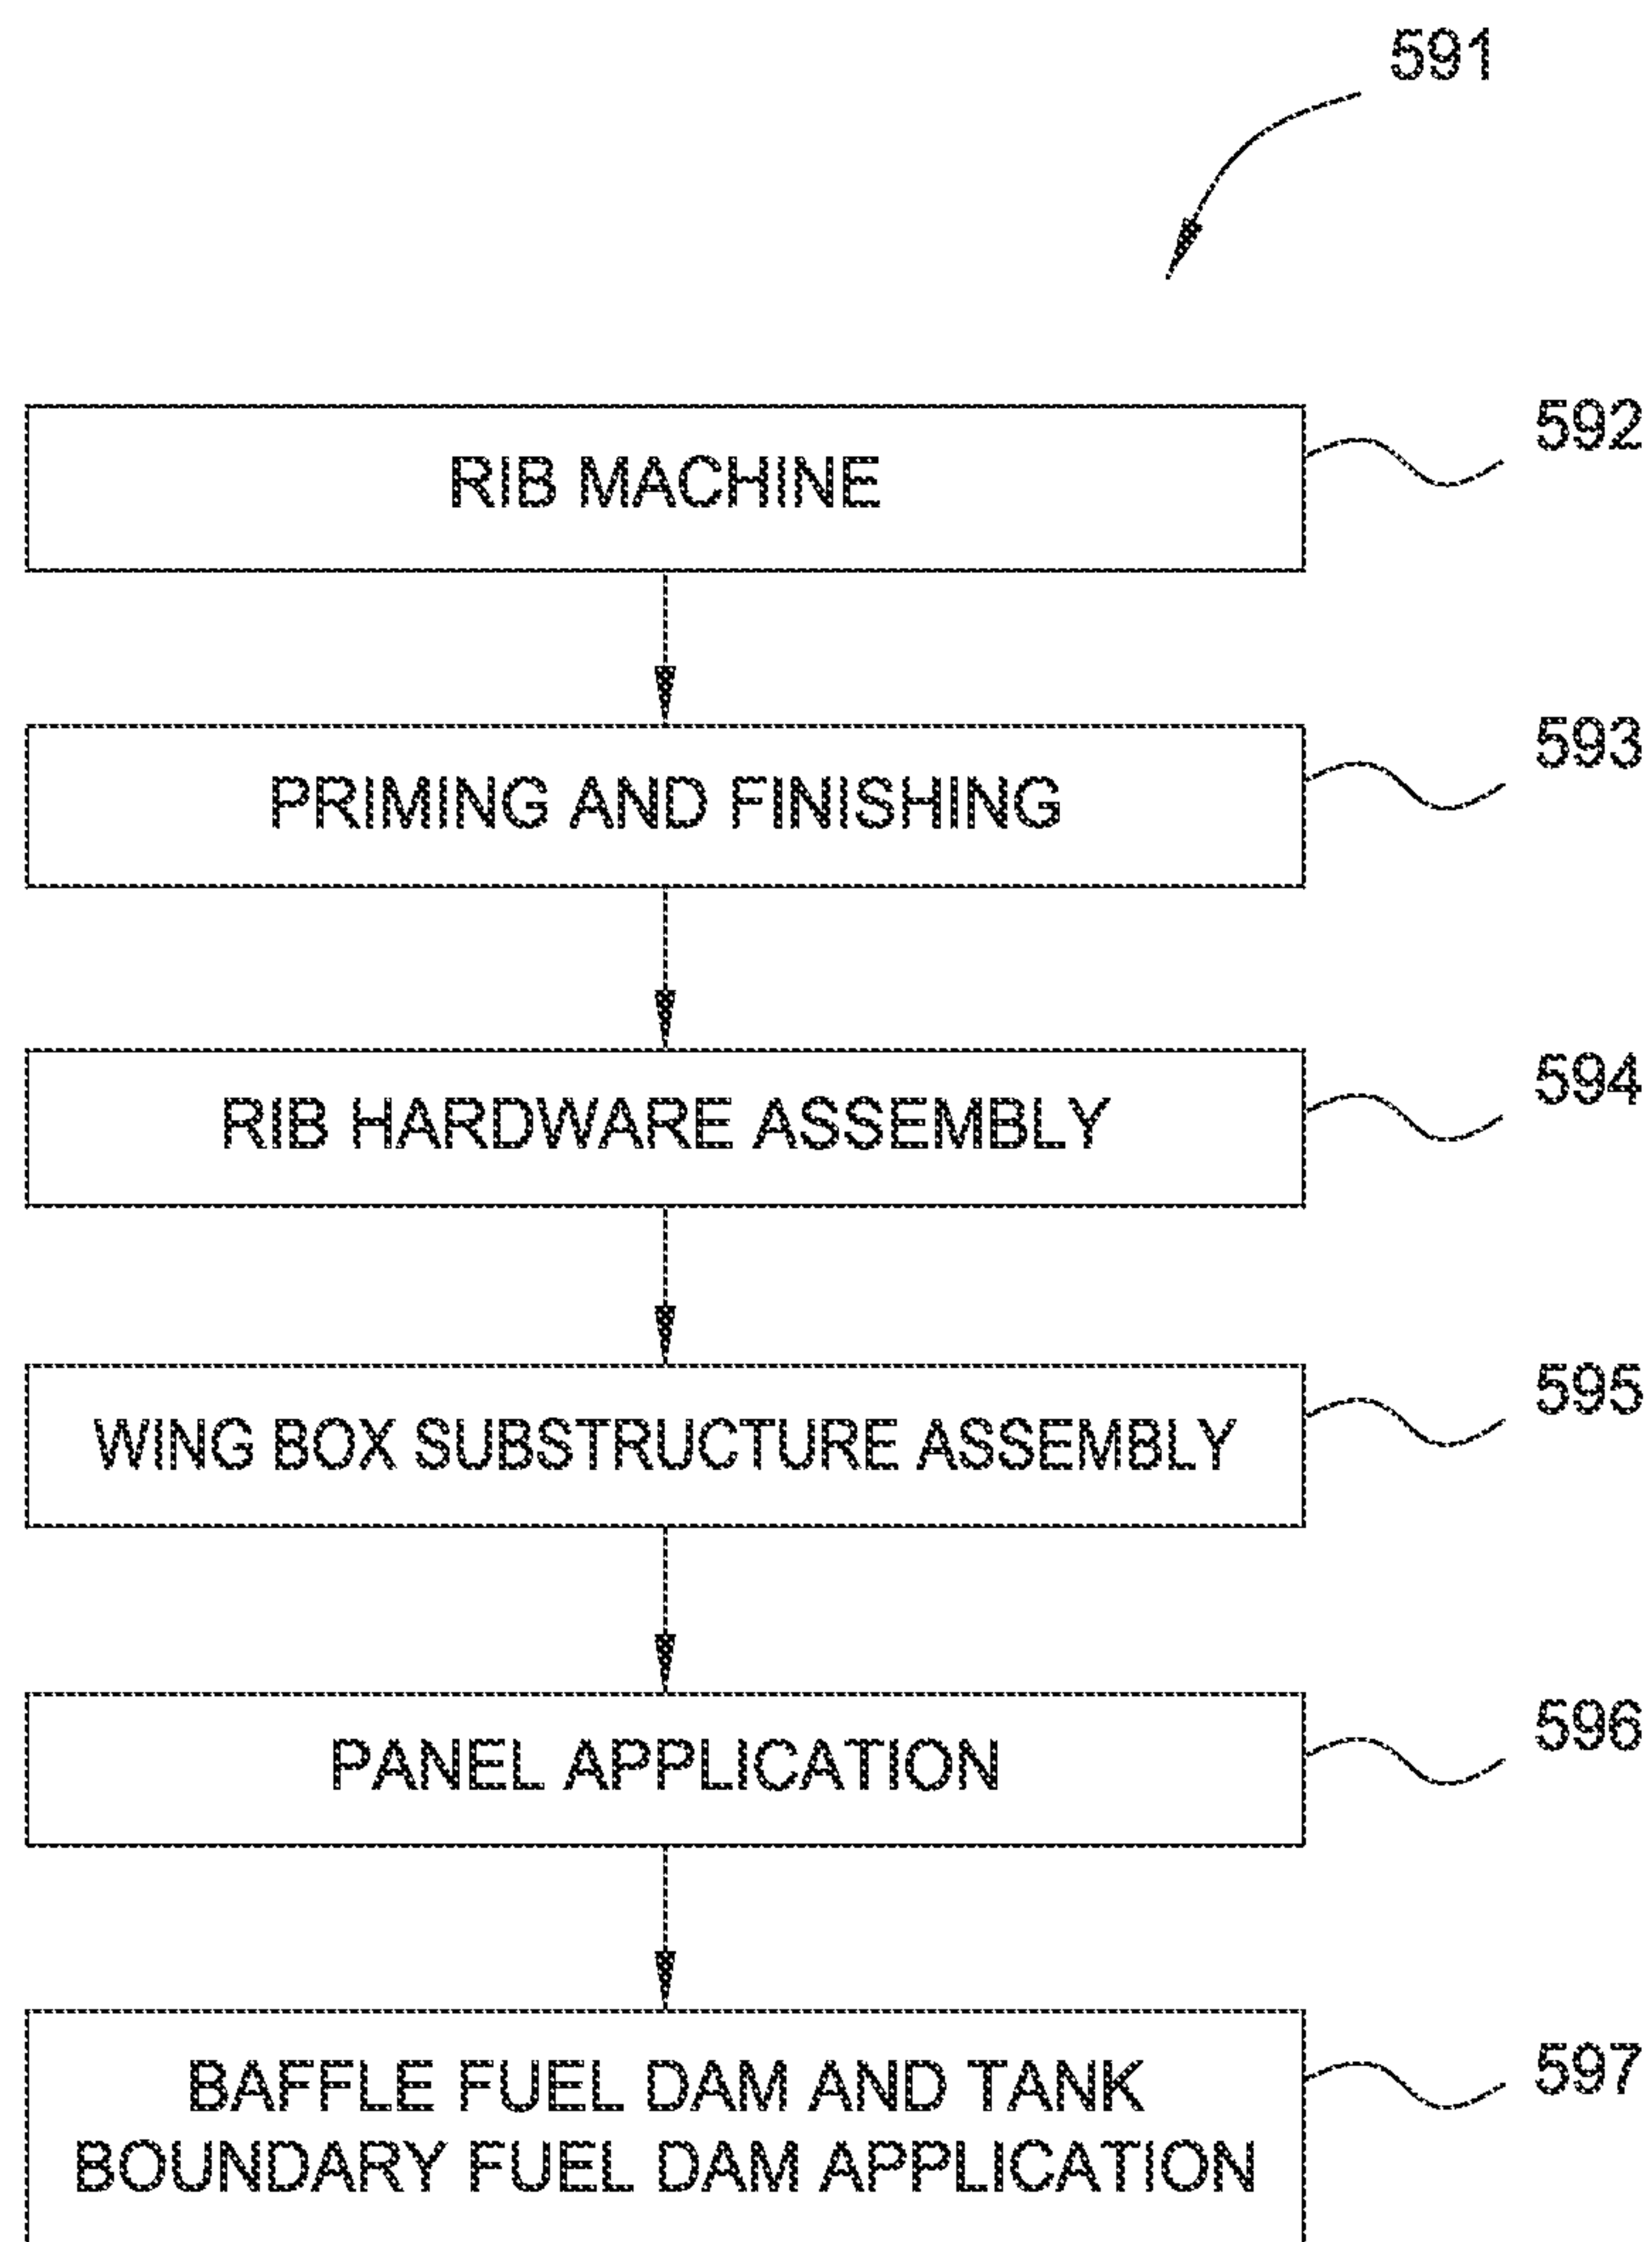 591
RIB MACHINE
592
PRIMING AND FINISHING
593
RIB HARDWARE ASSEMBLY
594
WING BOX SUBSTRUCTURE ASSEMBLY
595
PANEL APPLICATION
596
BAFFLE FUEL DAM AND TANK
BOUNDARY FUEL DAM APPLICATION
597